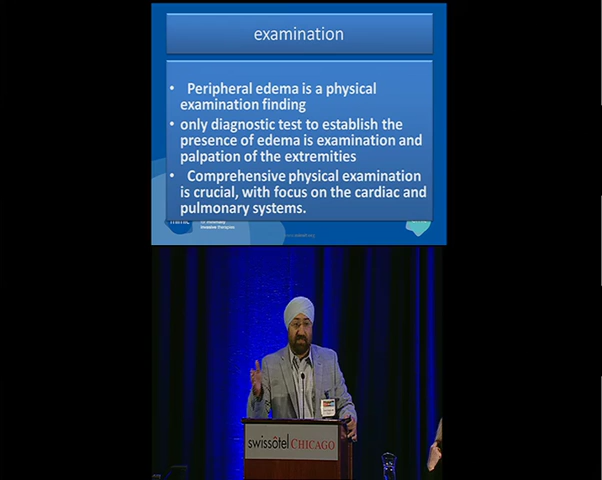 examination
• Peripheral edema is a physical
examination finding
• only diagnostic test to establish the
presence of edema is examination and
palpation of the extremities
• Comprehensive physical examination
is crucial, with focus on the cardiac and
pulmonary systems.
swissôtel CHICAGO